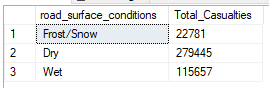 road_surface_conditions Total_Casualties
1 Frost/Snow 22781
2 Dry 279445
3 Wet 115657